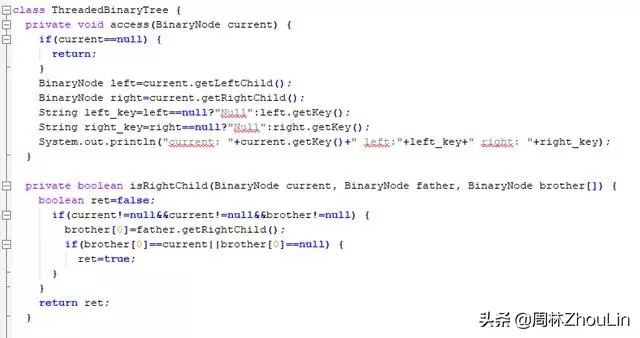 class ThreadedBinaryTree {
private void access(BinaryNode current) {
if(current==null) {
return;
}
BinaryNode left=current.getLeftChild();
BinaryNode right=current.getRightChild();
String left_key=left==null?"Null":left.getKey();
String right_key=right==null?"Null":right.getKey();
System.out.println("current: "+current.getKey()+" left:"+left_key+" right: "+right_key);
}
private boolean isRightChild(BinaryNode current, BinaryNode father, BinaryNode brother[]) {
boolean ret=false;
if(current!=null&&current!=null&&brother!=null) {
brother[0]=father.getRightChild();
if(brother[0]==current||brother[0]==null) {
ret=true;
}
}
return ret;
}
头条 @周林ZhouLin